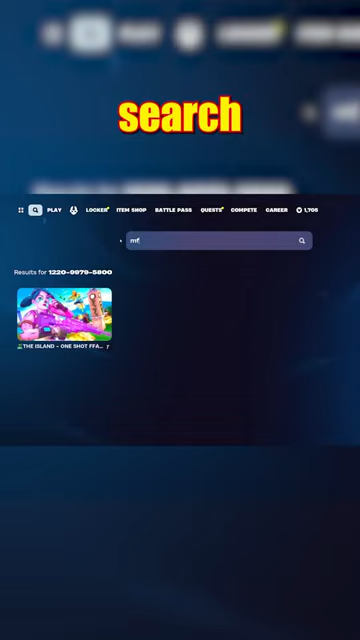 search
PLAY LOCKER ITEM SHOP BATTLE PASS QUESTS COMPETE CAREER 1,705
mf
Results for 1220-9979-5800
THE ISLAND - ONE SHOT FFA...